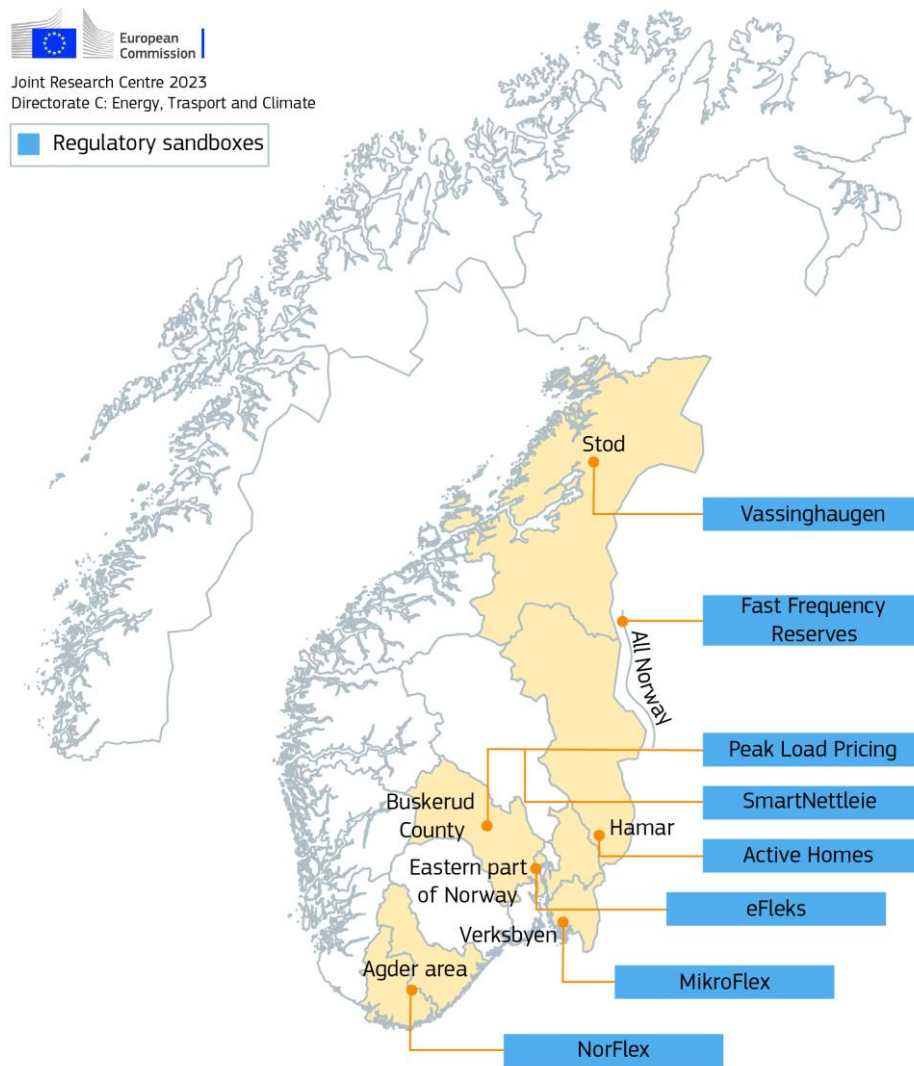 European
Commission
Joint Research Centre 2023
Directorate C: Energy, Trasport and Climate
Regulatory sandboxes
Stod
Vassinghaugen
Fast Frequency
Reserves
All Norway
Peak Load Pricing
Buskerud
County
SmartNettleie
Hamar
Active Homes
Eastern part
of Norway
eFleks
Verksbyen
MikroFlex
Agder area
NorFlex